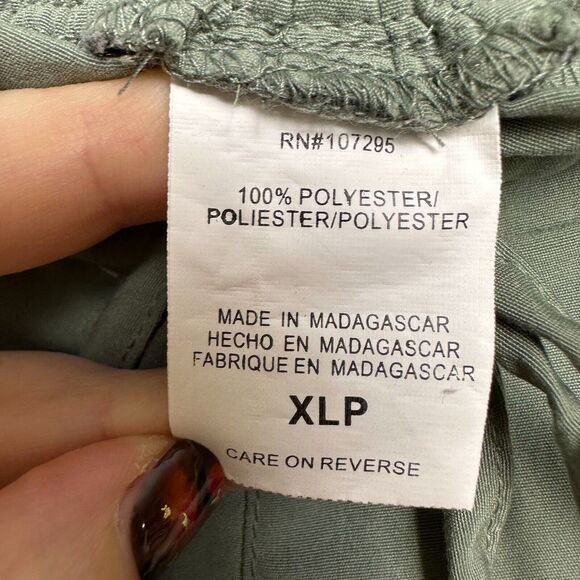 RN#107295
100% POLYESTER/
POLIESTER/POLYESTER
MADE IN MADAGASCAR
HECHO EN MADAGASCAR
FABRIQUE EN MADAGASCAR
XLP
CARE ON REVERSE